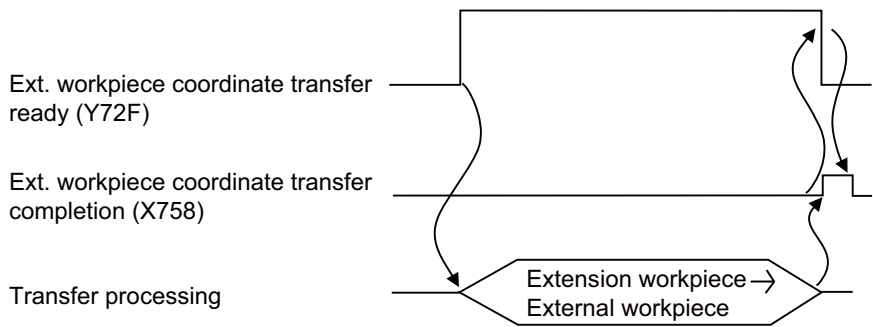 Ext. workpiece coordinate transfer
ready (Y72F)
Ext. workpiece coordinate transfer
completion (X758)
Transfer processing
Extension workpiece →
External workpiece